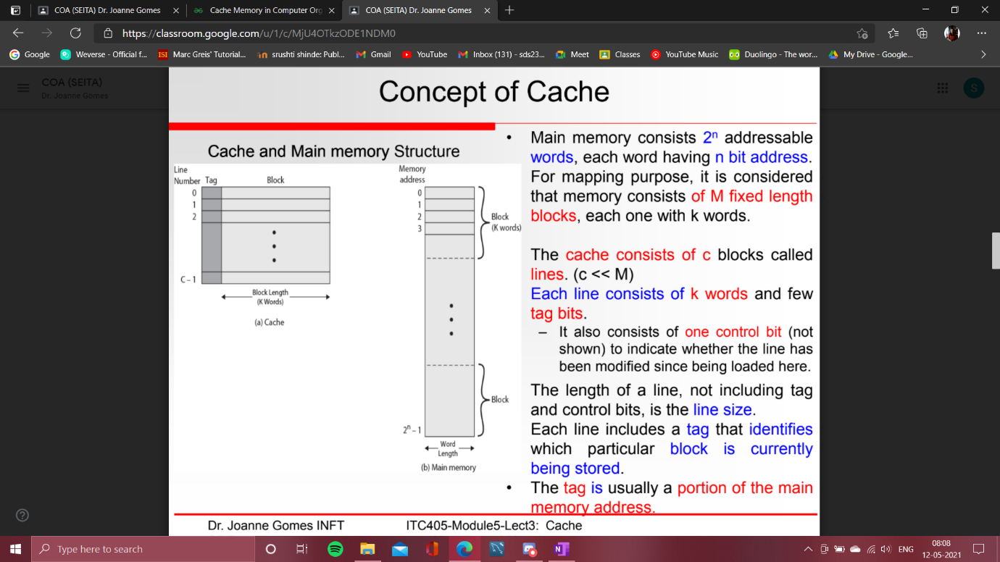 COA (SEITA) Dr. Joanne Gomes
Cache Memory in Computer Org
COA (SEITA) Dr. Joanne Gomes
https://classroom.google.com/u/1/c/MjU4OTkzODE1NDM0
Google
Weverse - Official f...
ISI Marc Greis' Tutorial...
in srushti shinde: Publ...
Gmail
YouTube
Inbox (131) - sds23...
Meet
Classes
YouTube Music
Duolingo - The wor...
My Drive - Google...
COA (SEITA)
Dr. Joanne Gomes
S
Concept of Cache
Cache and Main memory Structure
Line
Number Tag Block
0
1
2
C – 1
Block Length
(K Words)
(a) Cache
Memory
address
0
1
2
3
Block
(K words)
Block
2ⁿ – 1
Word
Length
(b) Main memory
• Main memory consists 2ⁿ addressable
words, each word having n bit address.
For mapping purpose, it is considered
that memory consists of M fixed length
blocks, each one with k words.
The cache consists of c blocks called
lines. (c << M)
Each line consists of k words and few
tag bits.
– It also consists of one control bit (not
shown) to indicate whether the line has
been modified since being loaded here.
The length of a line, not including tag
and control bits, is the line size.
Each line includes a tag that identifies
which particular block is currently
being stored.
• The tag is usually a portion of the main
memory address.
Dr. Joanne Gomes INFT
ITC405-Module5-Lect3: Cache
Type here to search
ENG
08:08
12-05-2021